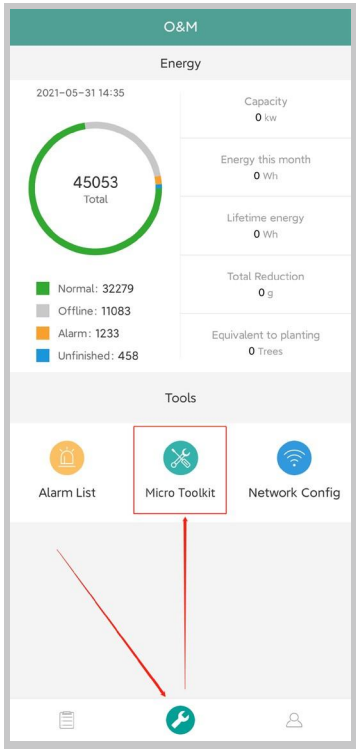 O&M
Energy
2021-05-31 14:35
45053
Total
Normal: 32279
Offline: 11083
Alarm: 1233
Unfinished: 458
Capacity
0 kw
Energy this month
0 Wh
Lifetime energy
0 Wh
Total Reduction
0 g
Equivalent to planting
0 Trees
Tools
Alarm List
Micro Toolkit
Network Config